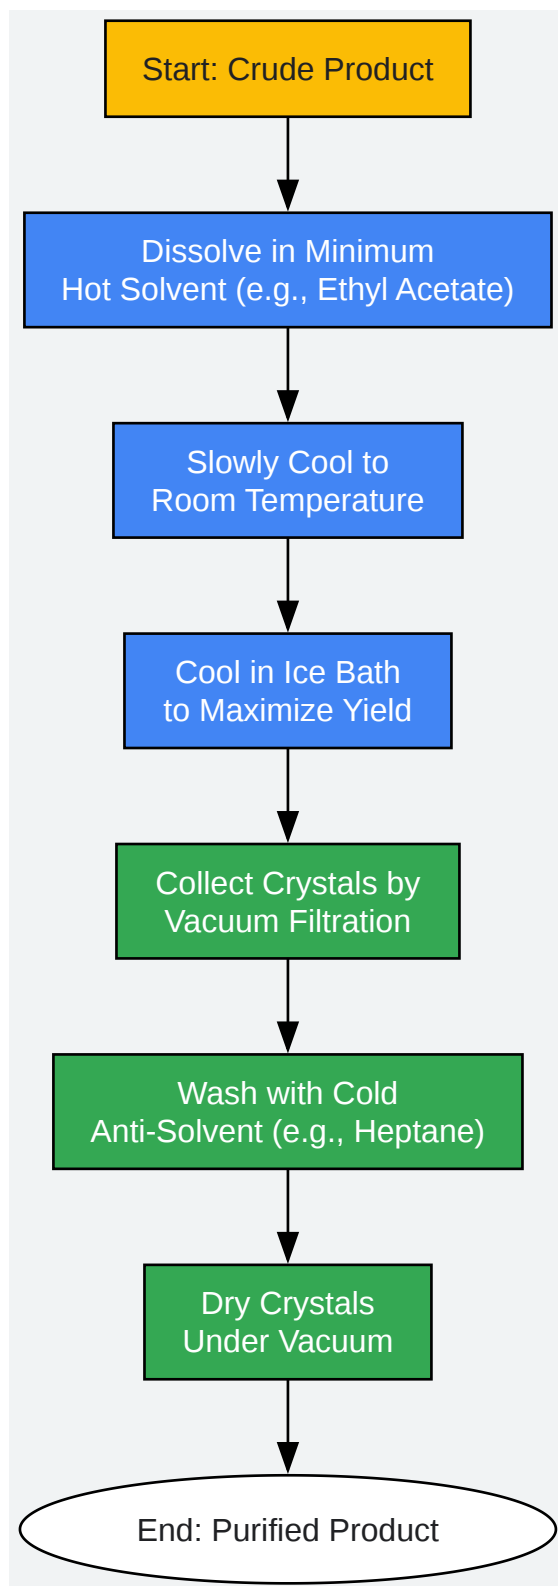 Start: Crude Product
Dissolve in Minimum
Hot Solvent (e.g., Ethyl Acetate)
Slowly Cool to
Room Temperature
Cool in Ice Bath
to Maximize Yield
Collect Crystals by
Vacuum Filtration
Wash with Cold
Anti-Solvent (e.g., Heptane)
Dry Crystals
Under Vacuum
End: Purified Product